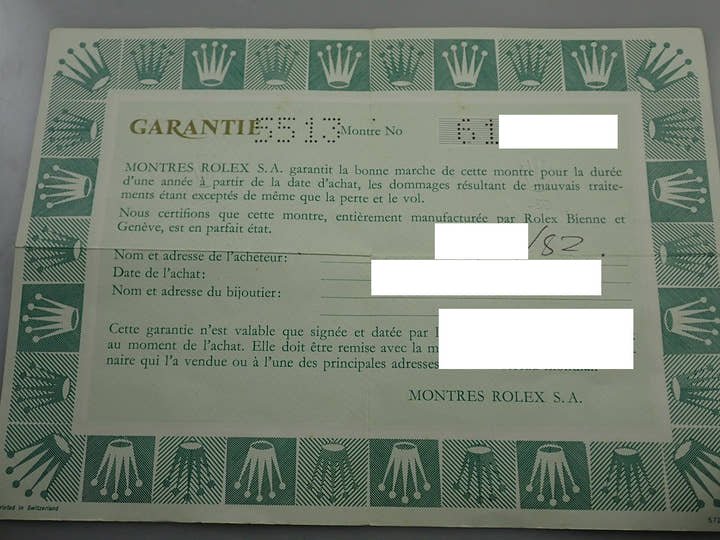 GARANTIE 5513 Montre No 61
MONTRES ROLEX S.A. garantit la bonne marche de cette montre pour la durée
d'une année à partir de la date d'achat, les dommages résultant de mauvais traite-
ments étant exceptés de même que la perte et le vol.
Nous certifions que cette montre, entièrement manufacturée par Rolex Bienne et
Genève, est en parfait état.
/82.
Nom et adresse de l'acheteur:
Date de l'achat:
Nom et adresse du bijoutier:
Cette garantie n'est valable que signée et datée par
au moment de l'achat. Elle doit être remise avec la
naire qui l'a vendue ou à l'une des principales adresses
MONTRES ROLEX S.A.
Printed in Switzerland
572